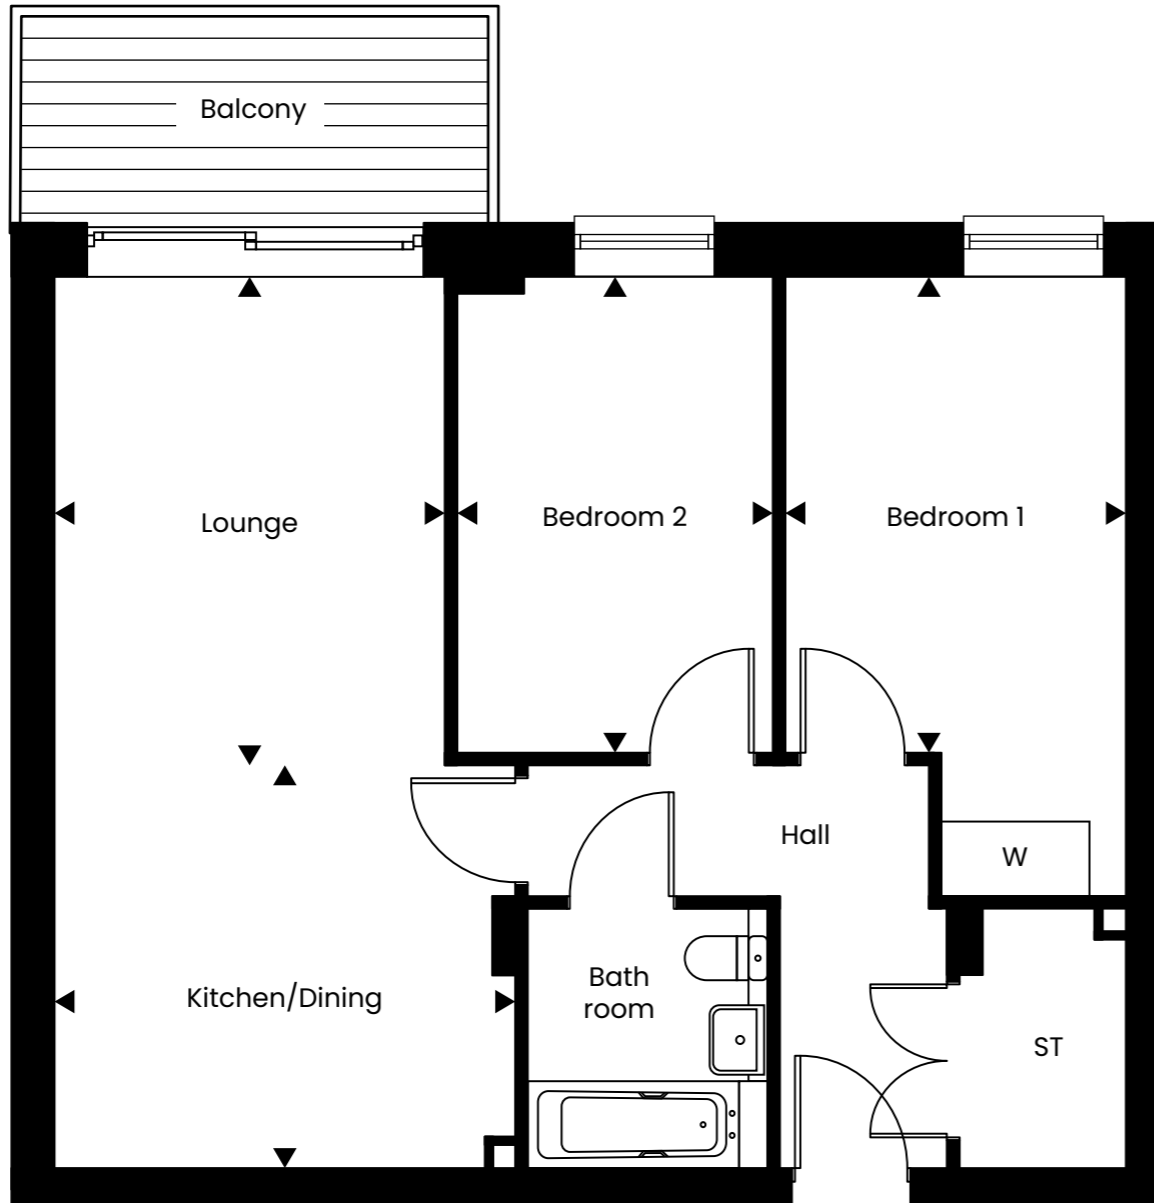 Balcony
Lounge
Bedroom 2
Bedroom 1
Hall
W
Kitchen/Dining
Bath
room
ST